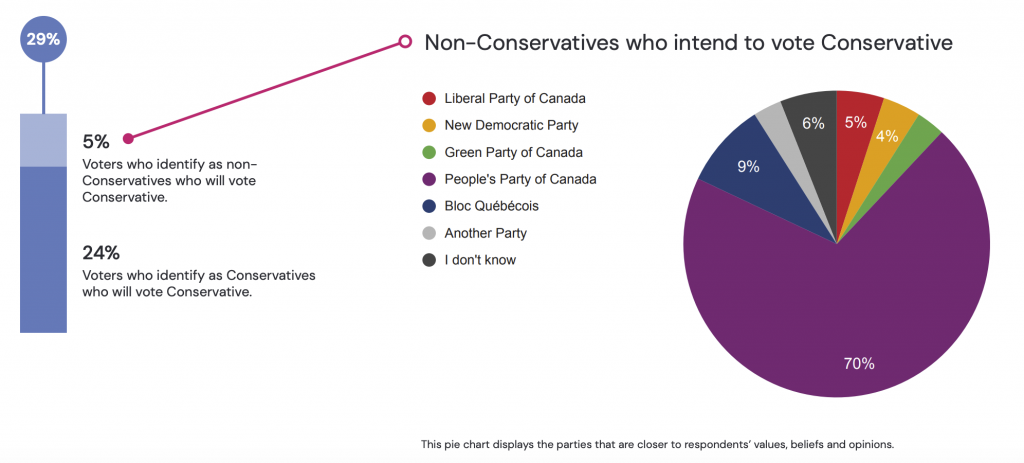 29%
5%
Voters who identify as non-
Conservatives who will vote
Conservative.
24%
Voters who identify as Conservatives
who will vote Conservative.
Non-Conservatives who intend to vote Conservative
Liberal Party of Canada
New Democratic Party
Green Party of Canada
People's Party of Canada
Bloc Québécois
Another Party
I don't know
6%
5%
4%
9%
70%
This pie chart displays the parties that are closer to respondents’ values, beliefs and opinions.